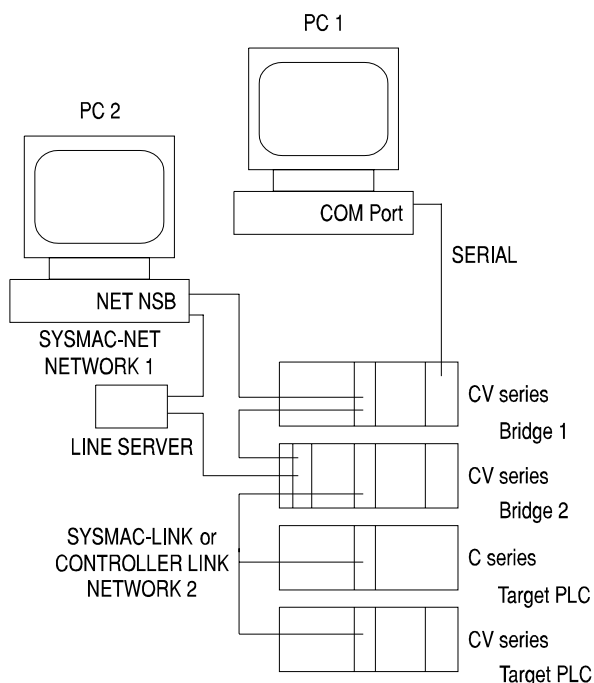 PC 1
PC 2
COM Port
SERIAL
NET NSB
SYSMAC-NET
NETWORK 1
LINE SERVER
CV series
Bridge 1
CV series
Bridge 2
SYSMAC-LINK or
CONTROLLER LINK
NETWORK 2
C series
Target PLC
CV series
Target PLC